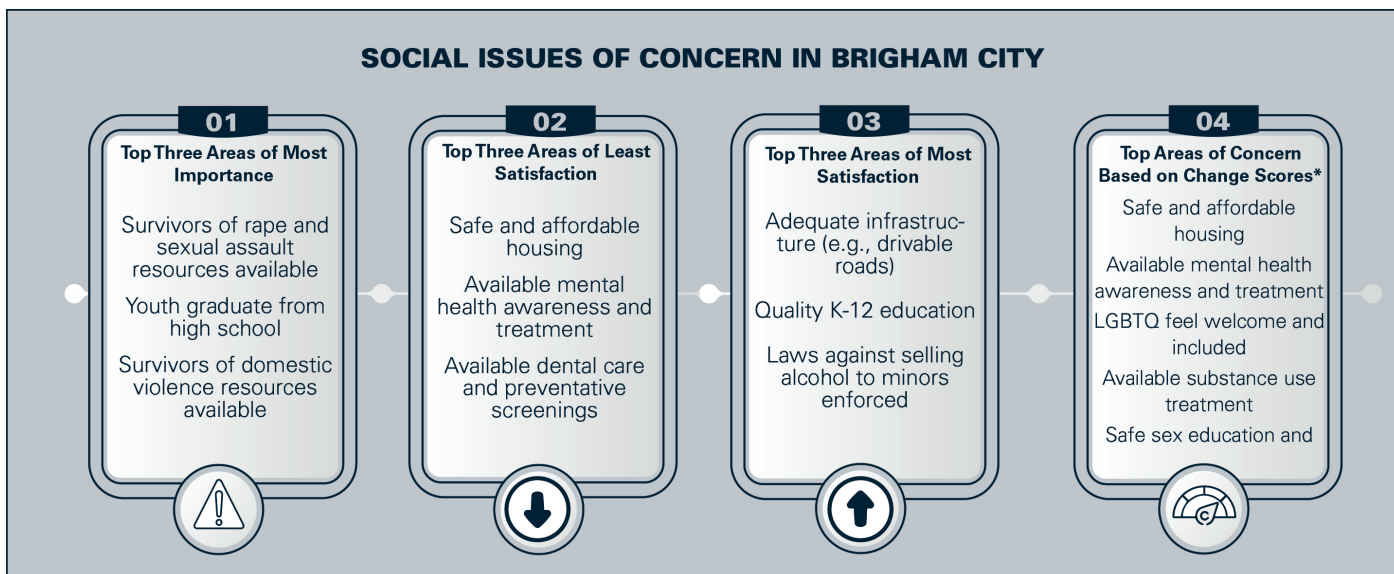 SOCIAL ISSUES OF CONCERN IN BRIGHAM CITY
01
Top Three Areas of Most
Importance
Survivors of rape and
sexual assault
resources available
Youth graduate from
high school
Survivors of domestic
violence resources
available
02
Top Three Areas of Least
Satisfaction
Safe and affordable
housing
Available mental
health awareness and
treatment
Available dental care
and preventative
screenings
03
Top Three Areas of Most
Satisfaction
Adequate infrastruc-
ture (e.g., drivable
roads)
Quality K-12 education
Laws against selling
alcohol to minors
enforced
04
Top Areas of Concern
Based on Change Scores*
Safe and affordable
housing
Available mental health
awareness and treatment
LGBTQ feel welcome and
included
Available substance use
treatment
Safe sex education and
C